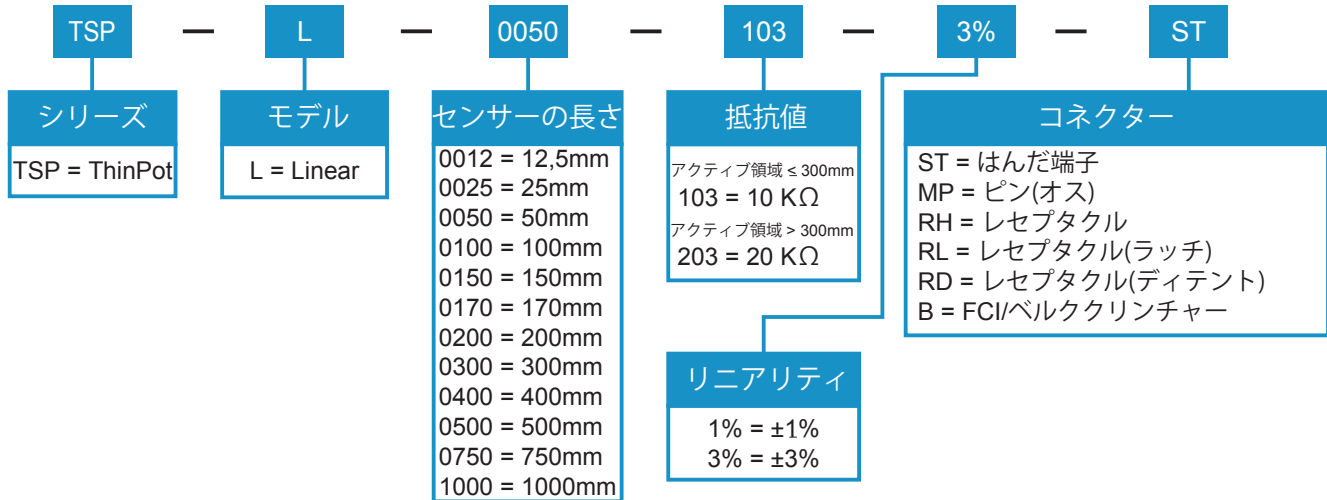 TSP — L — 0050 — 103 — 3% — ST
シリーズ
TSP = ThinPot
モデル
L = Linear
センサーの長さ
0012 = 12,5mm
0025 = 25mm
0050 = 50mm
0100 = 100mm
0150 = 150mm
0170 = 170mm
0200 = 200mm
0300 = 300mm
0400 = 400mm
0500 = 500mm
0750 = 750mm
1000 = 1000mm
抵抗値
アクティブ領域 ≤ 300mm
103 = 10 KΩ
アクティブ領域 > 300mm
203 = 20 KΩ
リニアリティ
1% = ±1%
3% = ±3%
コネクター
ST = はんだ端子
MP = ピン(オス)
RH = レセプタクル
RL = レセプタクル(ラッチ)
RD = レセプタクル(ディテント)
B = FCI/ベルククリンチャー